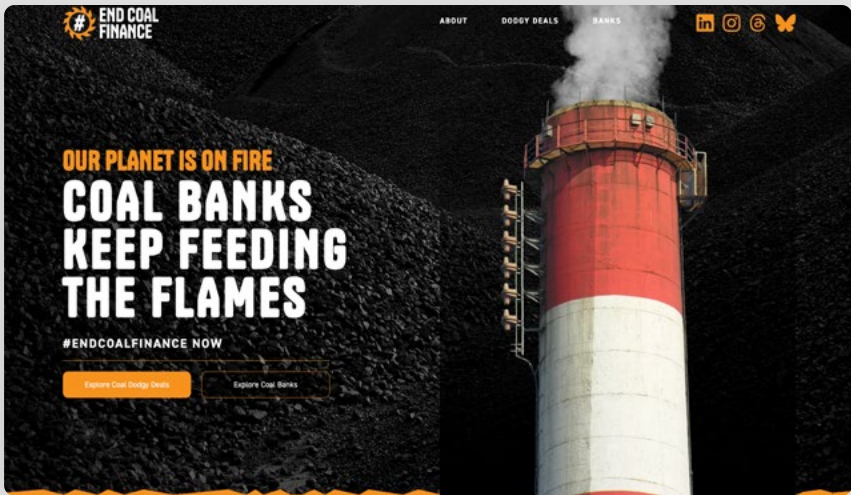 #
END COAL
FINANCE
ABOUT
DODGY DEALS
BANKS
in
OUR PLANET IS ON FIRE
COAL BANKS
KEEP FEEDING
THE FLAMES
#ENDCOALFINANCE NOW
Explore Coal Dodgy Deals
Explore Coal Banks